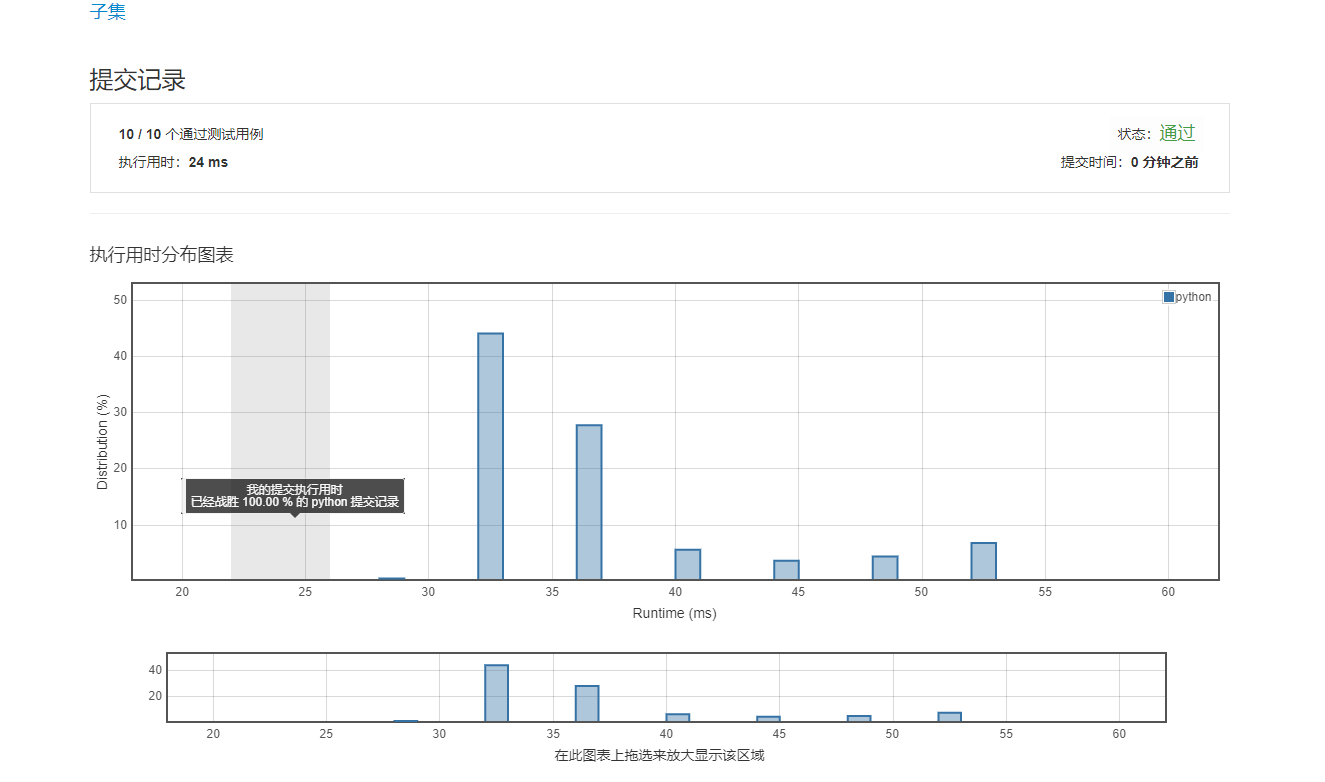 子集
提交记录
10 / 10 个通过测试用例
状态：通过
执行用时：24 ms
提交时间：0 分钟之前
执行用时分布图表
python
50
40
30
20
10
Distribution (%)
我的提交执行用时
已经战胜 100.00 % 的 python 提交记录
20 25 30 35 40 45 50 55 60
Runtime (ms)
40
20
20 25 30 35 40 45 50 55 60
在此图表上拖选来放大显示该区域